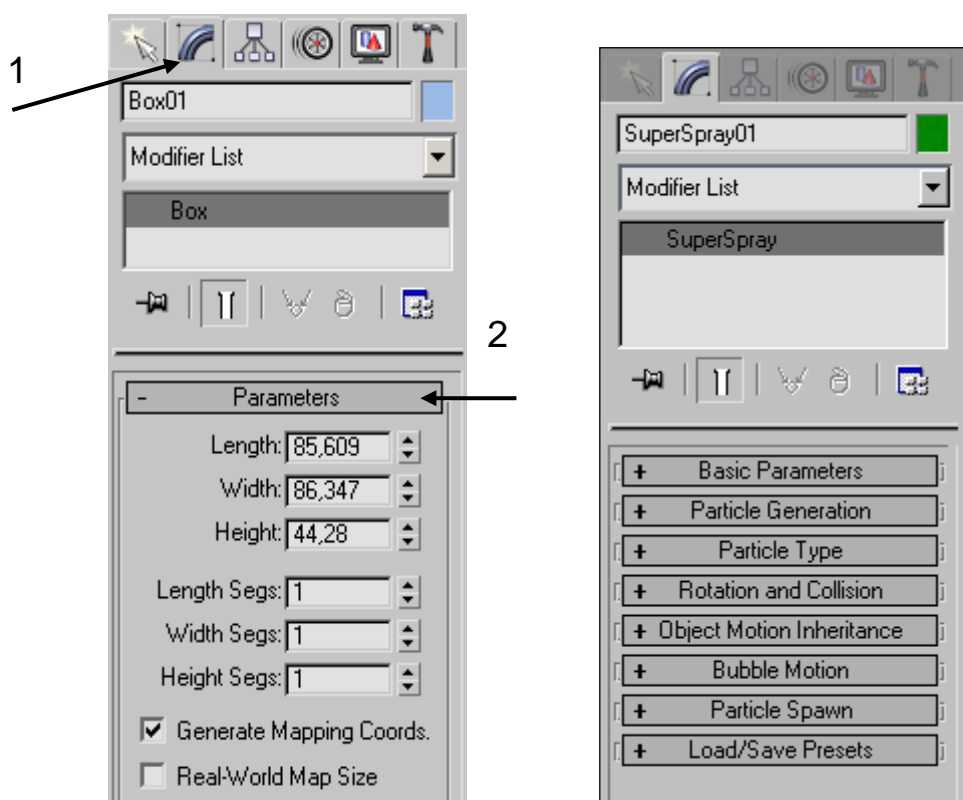 1
Box01
Modifier List
Box
2
- Parameters
Length: 85,609
Width: 86,347
Height: 44,28
Length Segs: 1
Width Segs: 1
Height Segs: 1
Generate Mapping Coords.
Real-World Map Size
SuperSpray01
Modifier List
SuperSpray
+ Basic Parameters
+ Particle Generation
+ Particle Type
+ Rotation and Collision
+ Object Motion Inheritance
+ Bubble Motion
+ Particle Spawn
+ Load/Save Presets